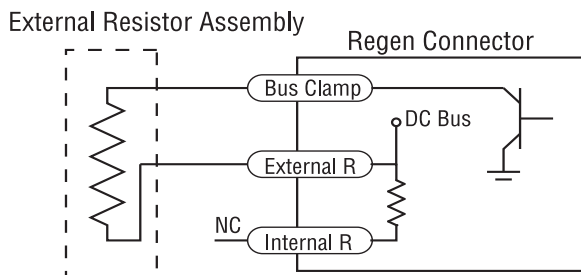 External Resistor Assembly
Regen Connector
Bus Clamp
DC Bus
External R
NC
Internal R